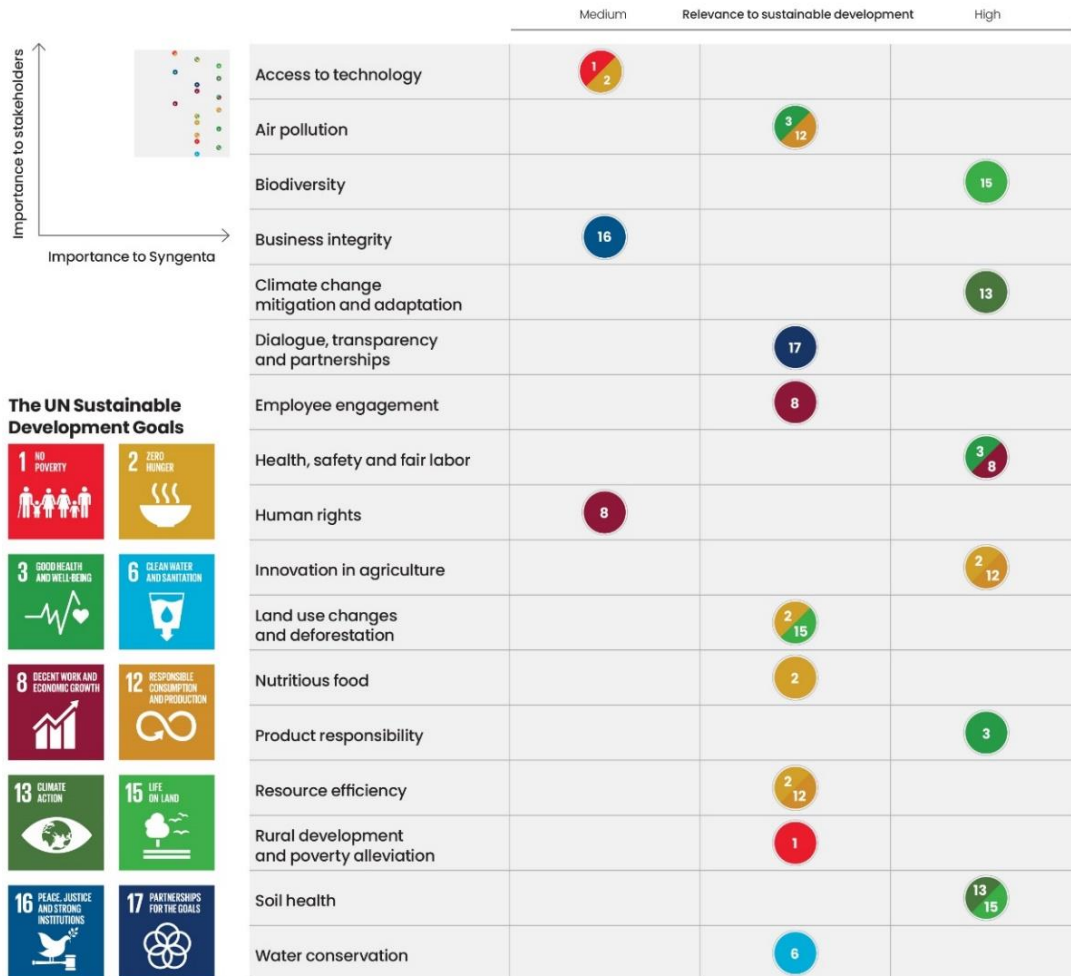 Medium
Relevance to sustainable development
High
Importance to stakeholders
Importance to Syngenta
Access to technology
1
2
Air pollution
3
12
Biodiversity
15
Business integrity
16
Climate change
mitigation and adaptation
13
Dialogue, transparency
and partnerships
17
Employee engagement
8
Health, safety and fair labor
3
8
Human rights
8
Innovation in agriculture
2
12
Land use changes
and deforestation
2
15
Nutritious food
2
Product responsibility
3
Resource efficiency
2
12
Rural development
and poverty alleviation
1
Soil health
13
15
Water conservation
6
The UN Sustainable
Development Goals
1 NO
POVERTY
2 ZERO
HUNGER
3 GOOD HEALTH
AND WELL-BEING
6 CLEAN WATER
AND SANITATION
8 DECENT WORK AND
ECONOMIC GROWTH
12 RESPONSIBLE
CONSUMPTION
AND PRODUCTION
13 CLIMATE
ACTION
15 LIFE
ON LAND
16 PEACE, JUSTICE
AND STRONG
INSTITUTIONS
17 PARTNERSHIPS
FOR THE GOALS